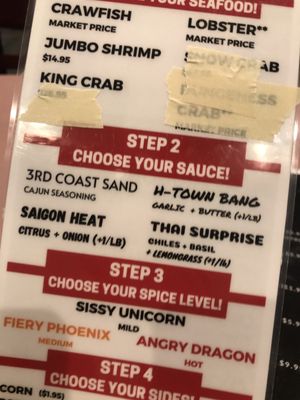 YOUR SEAFOOD!
CRAWFISH
MARKET PRICE
LOBSTER**
MARKET PRICE
JUMBO SHRIMP
$14.95
SNOW CRAB
KING CRAB
DUNGENESS
CRAB**
MARKET PRICE
STEP 2
CHOOSE YOUR SAUCE!
3RD COAST SAND
CAJUN SEASONING
H-TOWN BANG
GARLIC + BUTTER (+1/LB)
SAIGON HEAT
CITRUS + ONION (+1/LB)
THAI SURPRISE
CHILES + BASIL
+ LEMONGRASS (+1/lb)
STEP 3
CHOOSE YOUR SPICE LEVEL!
SISSY UNICORN
MILD
FIERY PHOENIX
MEDIUM
ANGRY DRAGON
HOT
STEP 4
CHOOSE YOUR SIDES!
CORN ($1.95)